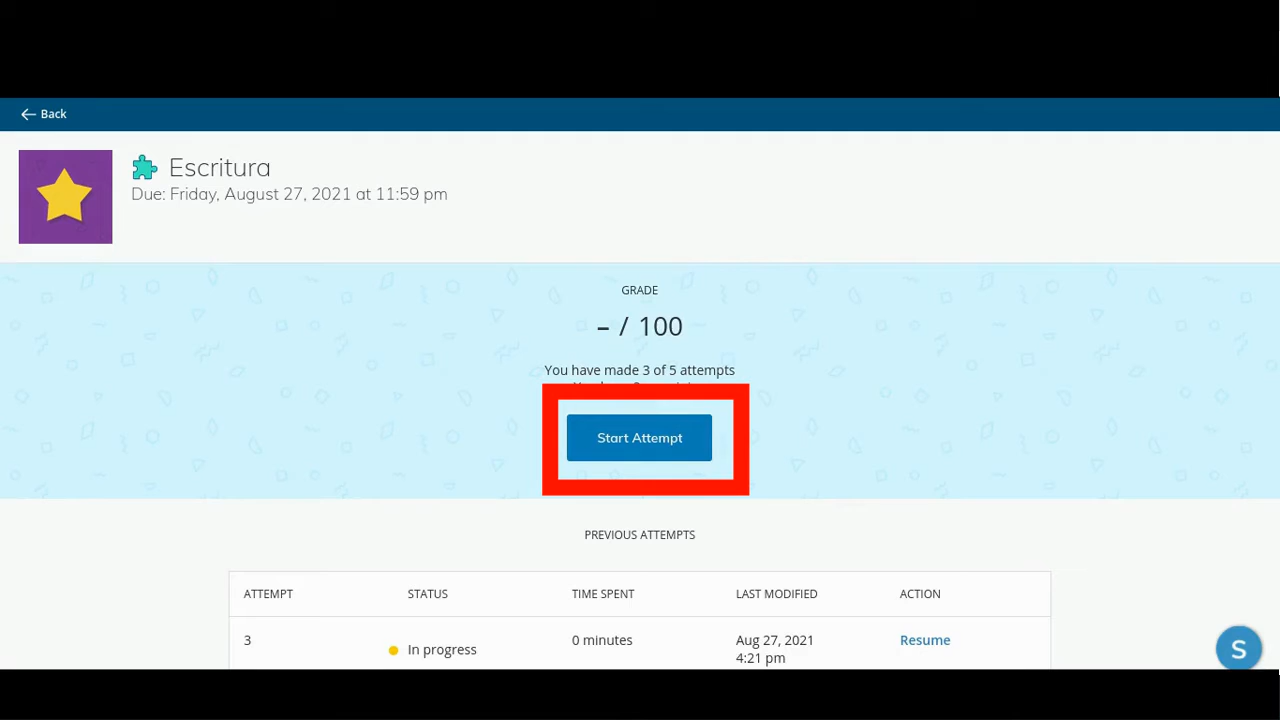 Back
Escritura
Due: Friday, August 27, 2021 at 11:59 pm
GRADE
– / 100
You have made 3 of 5 attempts
Start Attempt
PREVIOUS ATTEMPTS
ATTEMPT STATUS TIME SPENT LAST MODIFIED ACTION
3 In progress 0 minutes Aug 27, 2021 4:21 pm Resume
S